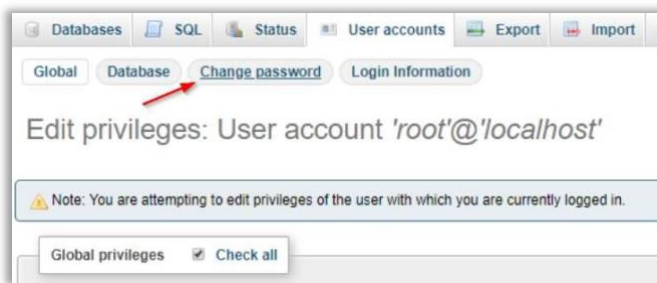 Databases SQL Status User accounts Export Import
Global Database Change password Login Information
Edit privileges: User account 'root'@'localhost'
Note: You are attempting to edit privileges of the user with which you are currently logged in.
Global privileges Check all